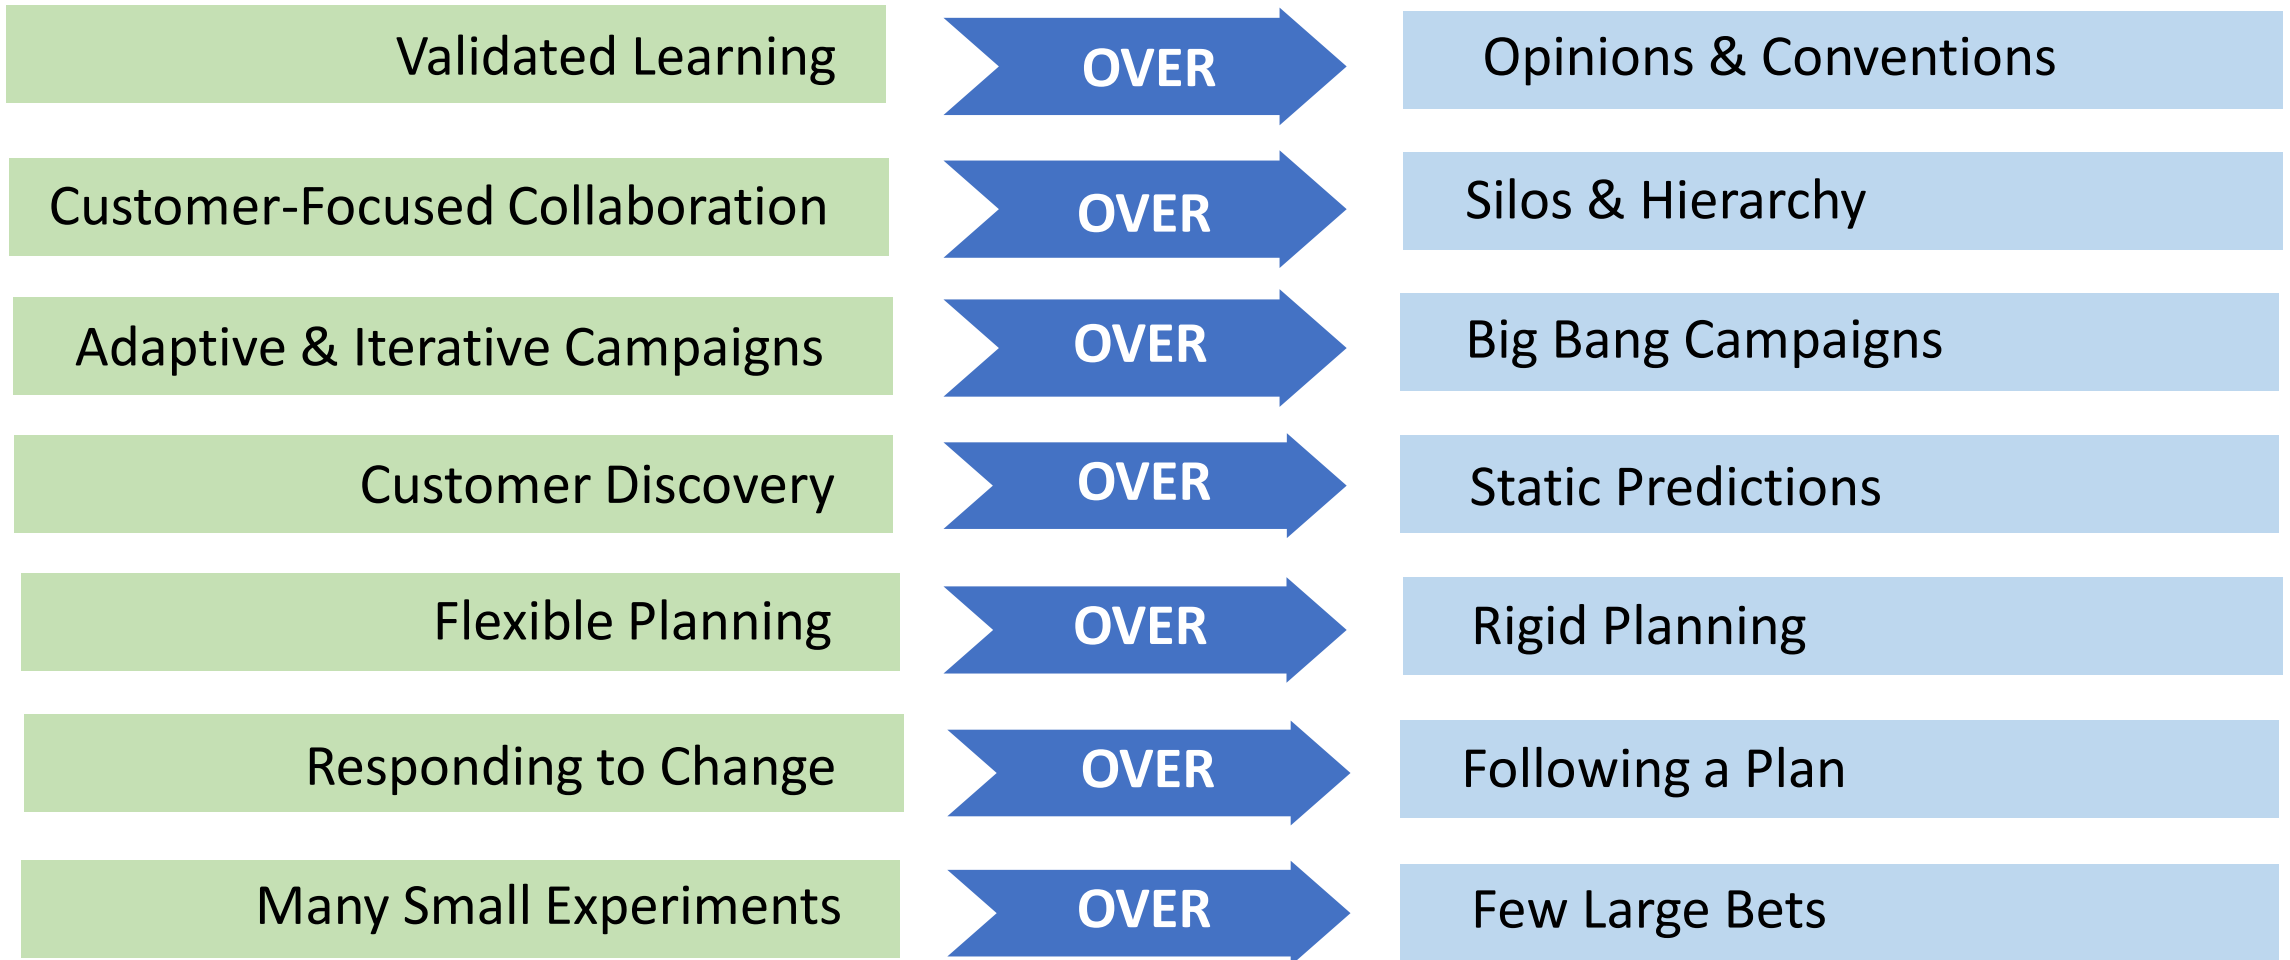 Validated Learning OVER Opinions & Conventions
Customer-Focused Collaboration OVER Silos & Hierarchy
Adaptive & Iterative Campaigns OVER Big Bang Campaigns
Customer Discovery OVER Static Predictions
Flexible Planning OVER Rigid Planning
Responding to Change OVER Following a Plan
Many Small Experiments OVER Few Large Bets